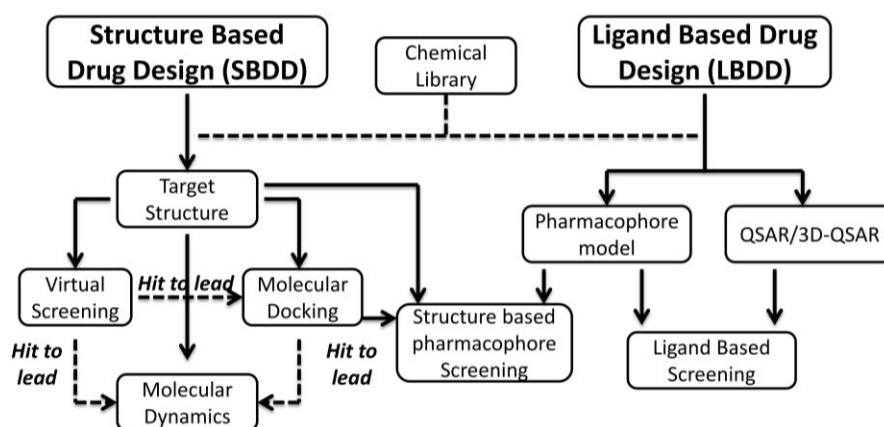 Structure Based
Drug Design (SBDD)
Chemical
Library
Ligand Based Drug
Design (LBDD)
Target
Structure
Pharmacophore
model
QSAR/3D-QSAR
Virtual
Screening
Hit to lead
Molecular
Docking
Structure based
pharmacophore
Screening
Hit to
lead
Hit to
lead
Ligand Based
Screening
Molecular
Dynamics